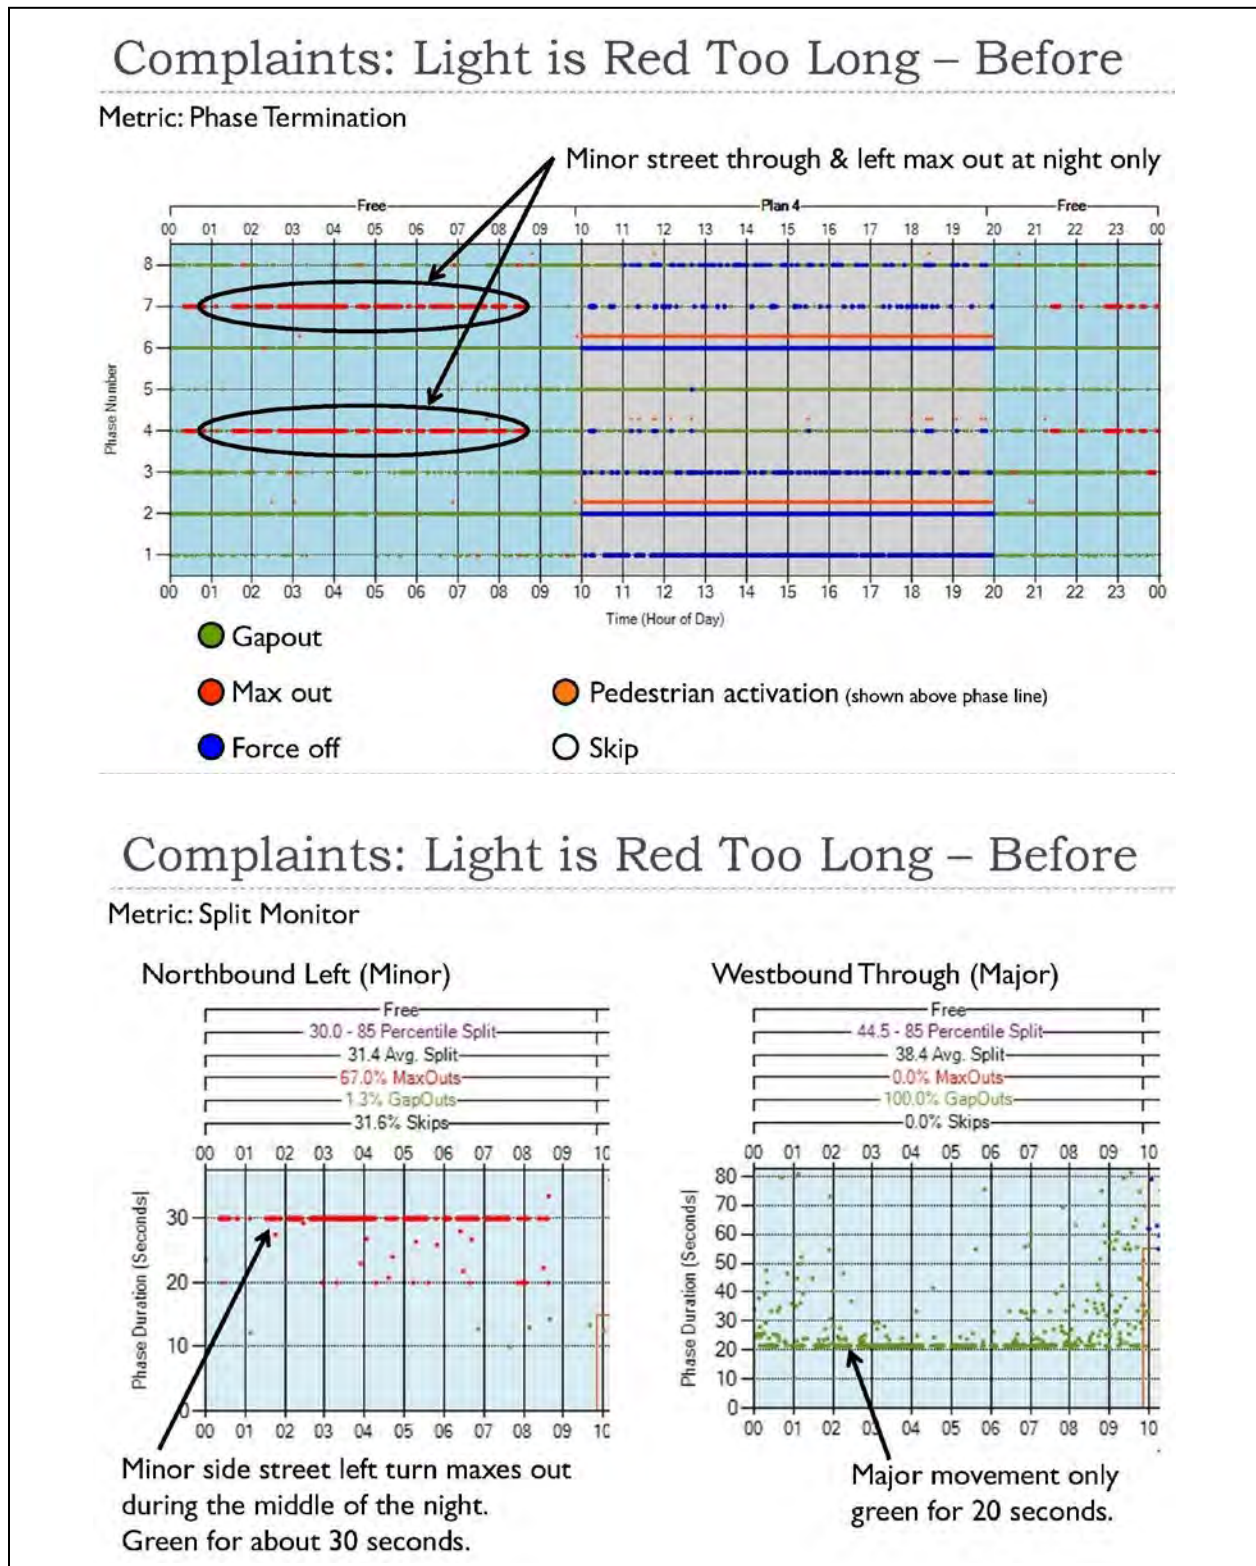 Complaints: Light is Red Too Long – Before
Metric: Phase Termination
Minor street through & left max out at night only
Free Plan 4 Free
00 01 02 03 04 05 06 07 08 09 10 11 12 13 14 15 16 17 18 19 20 21 22 23 00
Phase Number
8
7
6
5
4
3
2
1
00 01 02 03 04 05 06 07 08 09 10 11 12 13 14 15 16 17 18 19 20 21 22 23 00
Time (Hour of Day)
Gapout
Max out
Pedestrian activation (shown above phase line)
Force off
Skip
Complaints: Light is Red Too Long – Before
Metric: Split Monitor
Northbound Left (Minor)
Free
30.0 - 85 Percentile Split
31.4 Avg. Split
67.0% MaxOuts
1.3% GapOuts
31.6% Skips
00 01 02 03 04 05 06 07 08 09 10
Phase Duration (Seconds)
30
20
10
0
00 01 02 03 04 05 06 07 08 09 10
Minor side street left turn maxes out
during the middle of the night.
Green for about 30 seconds.
Westbound Through (Major)
Free
44.5 - 85 Percentile Split
38.4 Avg. Split
0.0% MaxOuts
100.0% GapOuts
0.0% Skips
00 01 02 03 04 05 06 07 08 09 10
Phase Duration (Seconds)
80
70
60
50
40
30
20
10
0
00 01 02 03 04 05 06 07 08 09 10
Major movement only
green for 20 seconds.